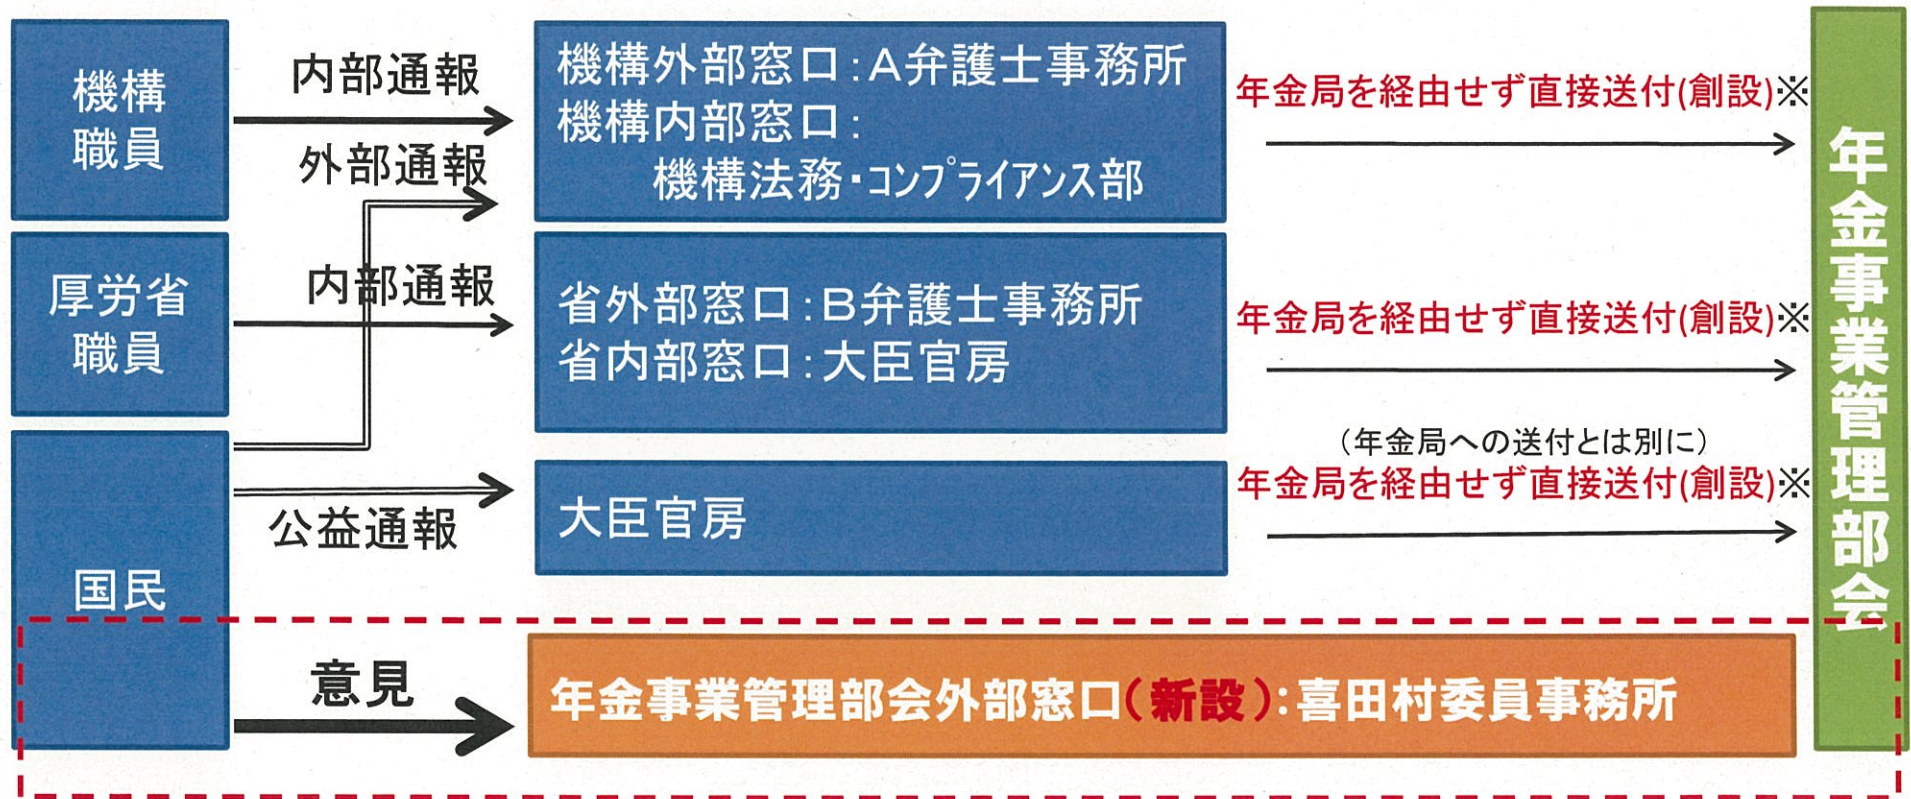 機構
職員
内部通報
外部通報
機構外部窓口:A弁護士事務所
機構内部窓口:
機構法務・コンプライアンス部
年金局を経由せず直接送付(創設)※
厚労省
職員
内部通報
省外部窓口:B弁護士事務所
省内部窓口:大臣官房
年金局を経由せず直接送付(創設)※
国民
公益通報
大臣官房
(年金局への送付とは別に)
年金局を経由せず直接送付(創設)※
意見
年金事業管理部会外部窓口(新設):喜田村委員事務所
年金事業管理部会